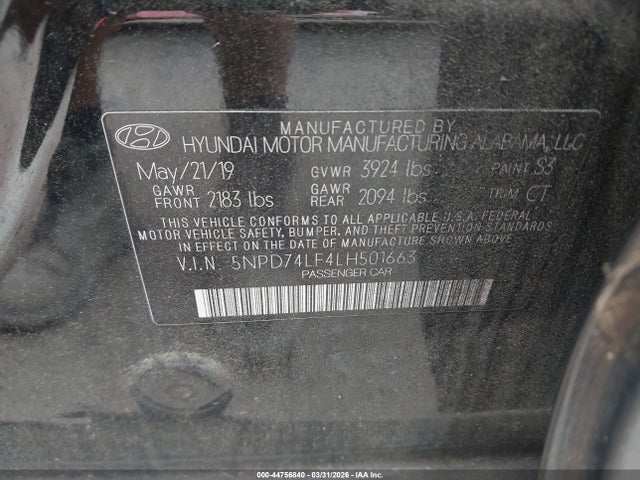 MANUFACTURED BY
HYUNDAI MOTOR MANUFACTURING ALABAMA, LLC
May/21/19 GVWR 3924 lbs PAINT S3
GAWR FRONT 2183 lbs GAWR REAR 2094 lbs TRIM CT
THIS VEHICLE CONFORMS TO ALL APPLICABLE U.S.A. FEDERAL
MOTOR VEHICLE SAFETY, BUMPER, AND THEFT PREVENTION STANDARDS
IN EFFECT ON THE DATE OF MANUFACTURE SHOWN ABOVE.
V.I.N. 5NPD74LF4LH501663
PASSENGER CAR
000-44756840 - 03/31/2026 - IAA Inc.